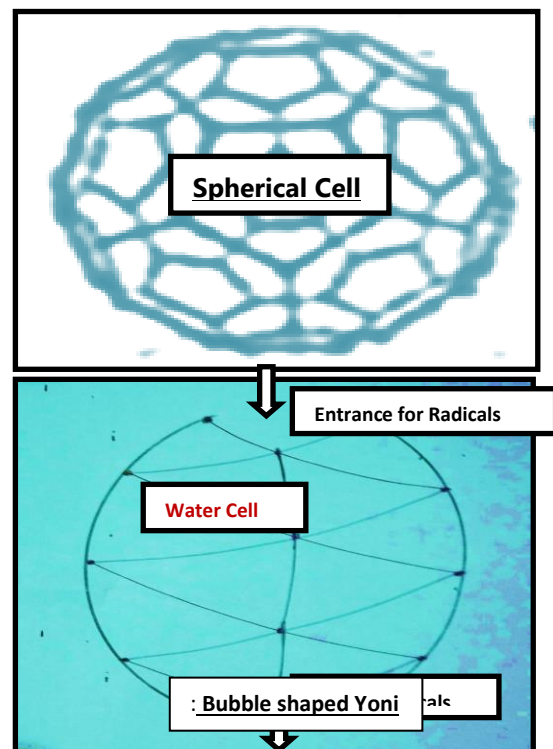 Spherical Cell
Entrance for Radicals
Water Cell
: Bubble shaped Yoni